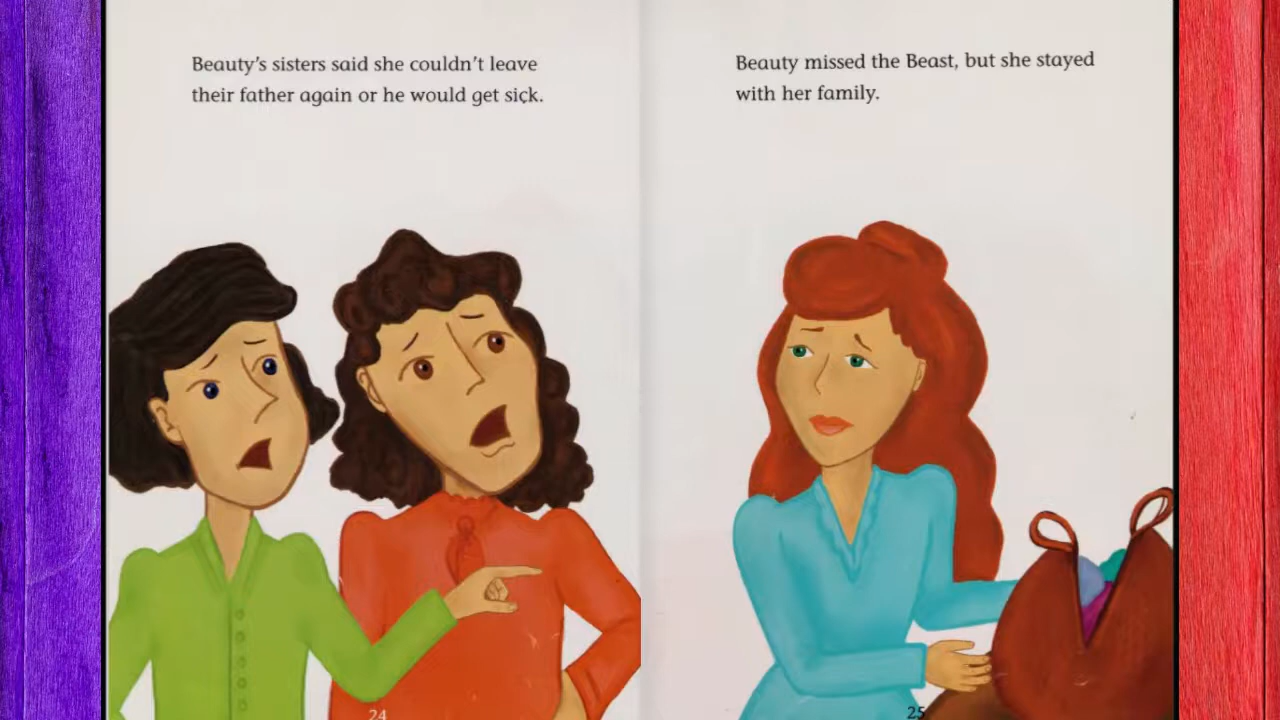 Beauty's sisters said she couldn't leave
their father again or he would get sick.
Beauty missed the Beast, but she stayed
with her family.
24
25